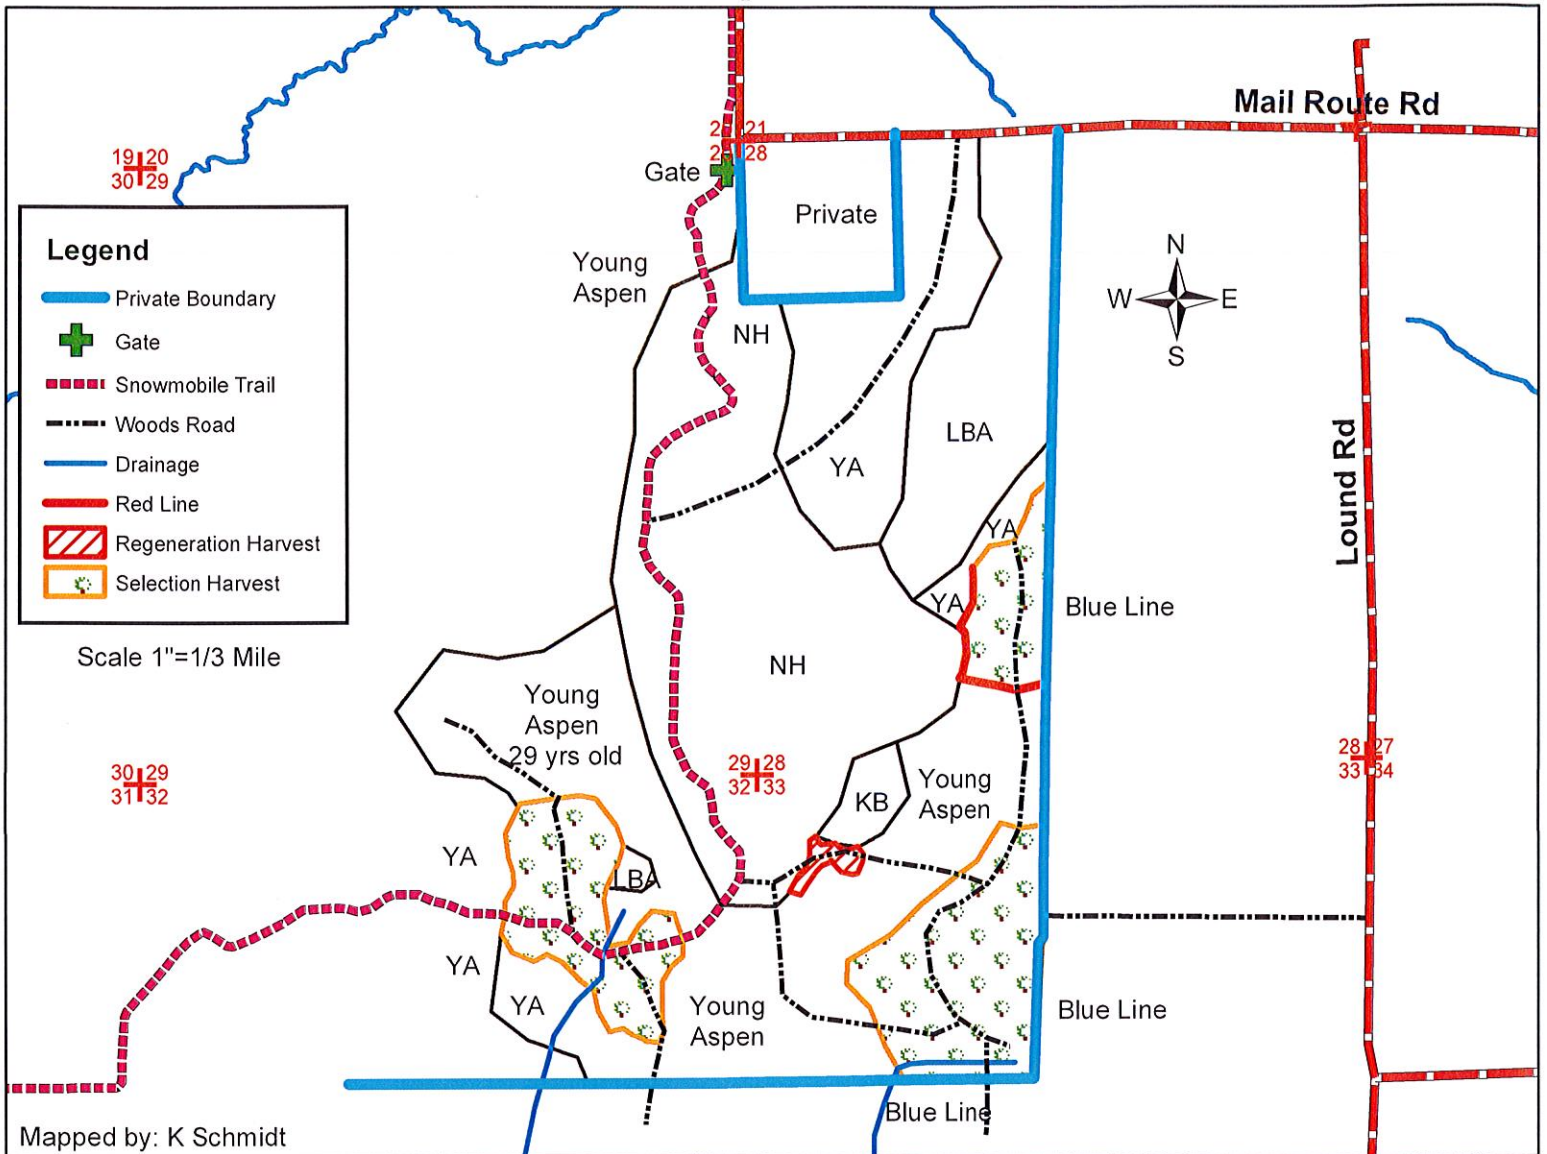 Mail Route Rd
21
28
19 20
30 29
Gate
Private
Legend
Private Boundary
Gate
Snowmobile Trail
Woods Road
Drainage
Red Line
Regeneration Harvest
Selection Harvest
Scale 1"=1/3 Mile
Young
Aspen
N
W E
S
NH
LBA
YA
Lound Rd
YA
YA
Blue Line
NH
Young
Aspen
29 yrs old
30 29
31 32
29 28
32 33
28 27
33 34
KB
Young
Aspen
YA
LBA
YA
YA
Young
Aspen
Blue Line
Blue Line
Mapped by: K Schmidt